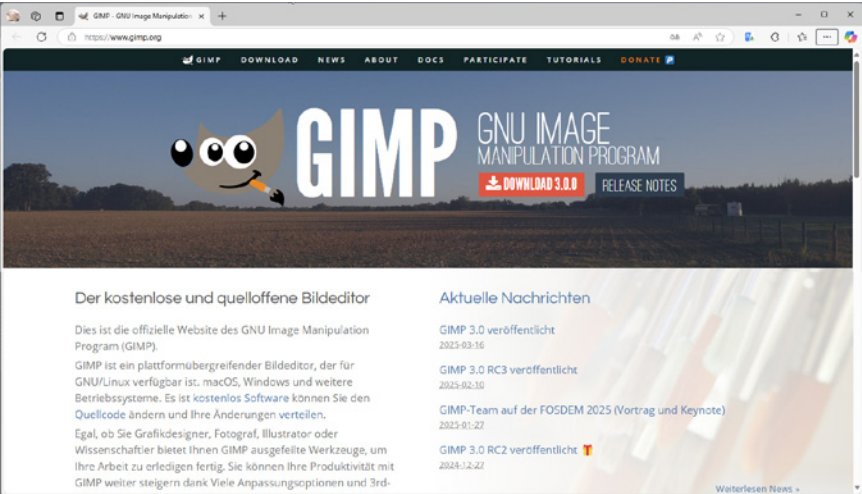 GIMP - GNU Image Manipulation
https://www.gimp.org
GIMP DOWNLOAD NEWS ABOUT DOCS PARTICIPATE TUTORIALS DONATE
GIMP
GNU IMAGE
MANIPULATION PROGRAM
DOWNLOAD 3.0.0 RELEASE NOTES
Der kostenlose und quelloffene Bildeditor
Dies ist die offizielle Website des GNU Image Manipulation
Program (GIMP).
GIMP ist ein plattformübergreifender Bildeditor, der für
GNU/Linux verfügbar ist. macOS, Windows und weitere
Betriebssysteme. Es ist kostenlos Software können Sie den
Quellcode ändern und Ihre Änderungen verteilen.
Egal, ob Sie Grafikdesigner, Fotograf, Illustrator oder
Wissenschaftler bietet Ihnen GIMP ausgefeilte Werkzeuge, um
Ihre Arbeit zu erledigen fertig. Sie können Ihre Produktivität mit
GIMP weiter steigern dank Viele Anpassungsoptionen und 3rd-
Aktuelle Nachrichten
GIMP 3.0 veröffentlicht
2025-03-16
GIMP 3.0 RC3 veröffentlicht
2025-02-10
GIMP-Team auf der FOSDEM 2025 (Vortrag und Keynote)
2025-01-27
GIMP 3.0 RC2 veröffentlicht
2024-12-27
Weiterlesen News »